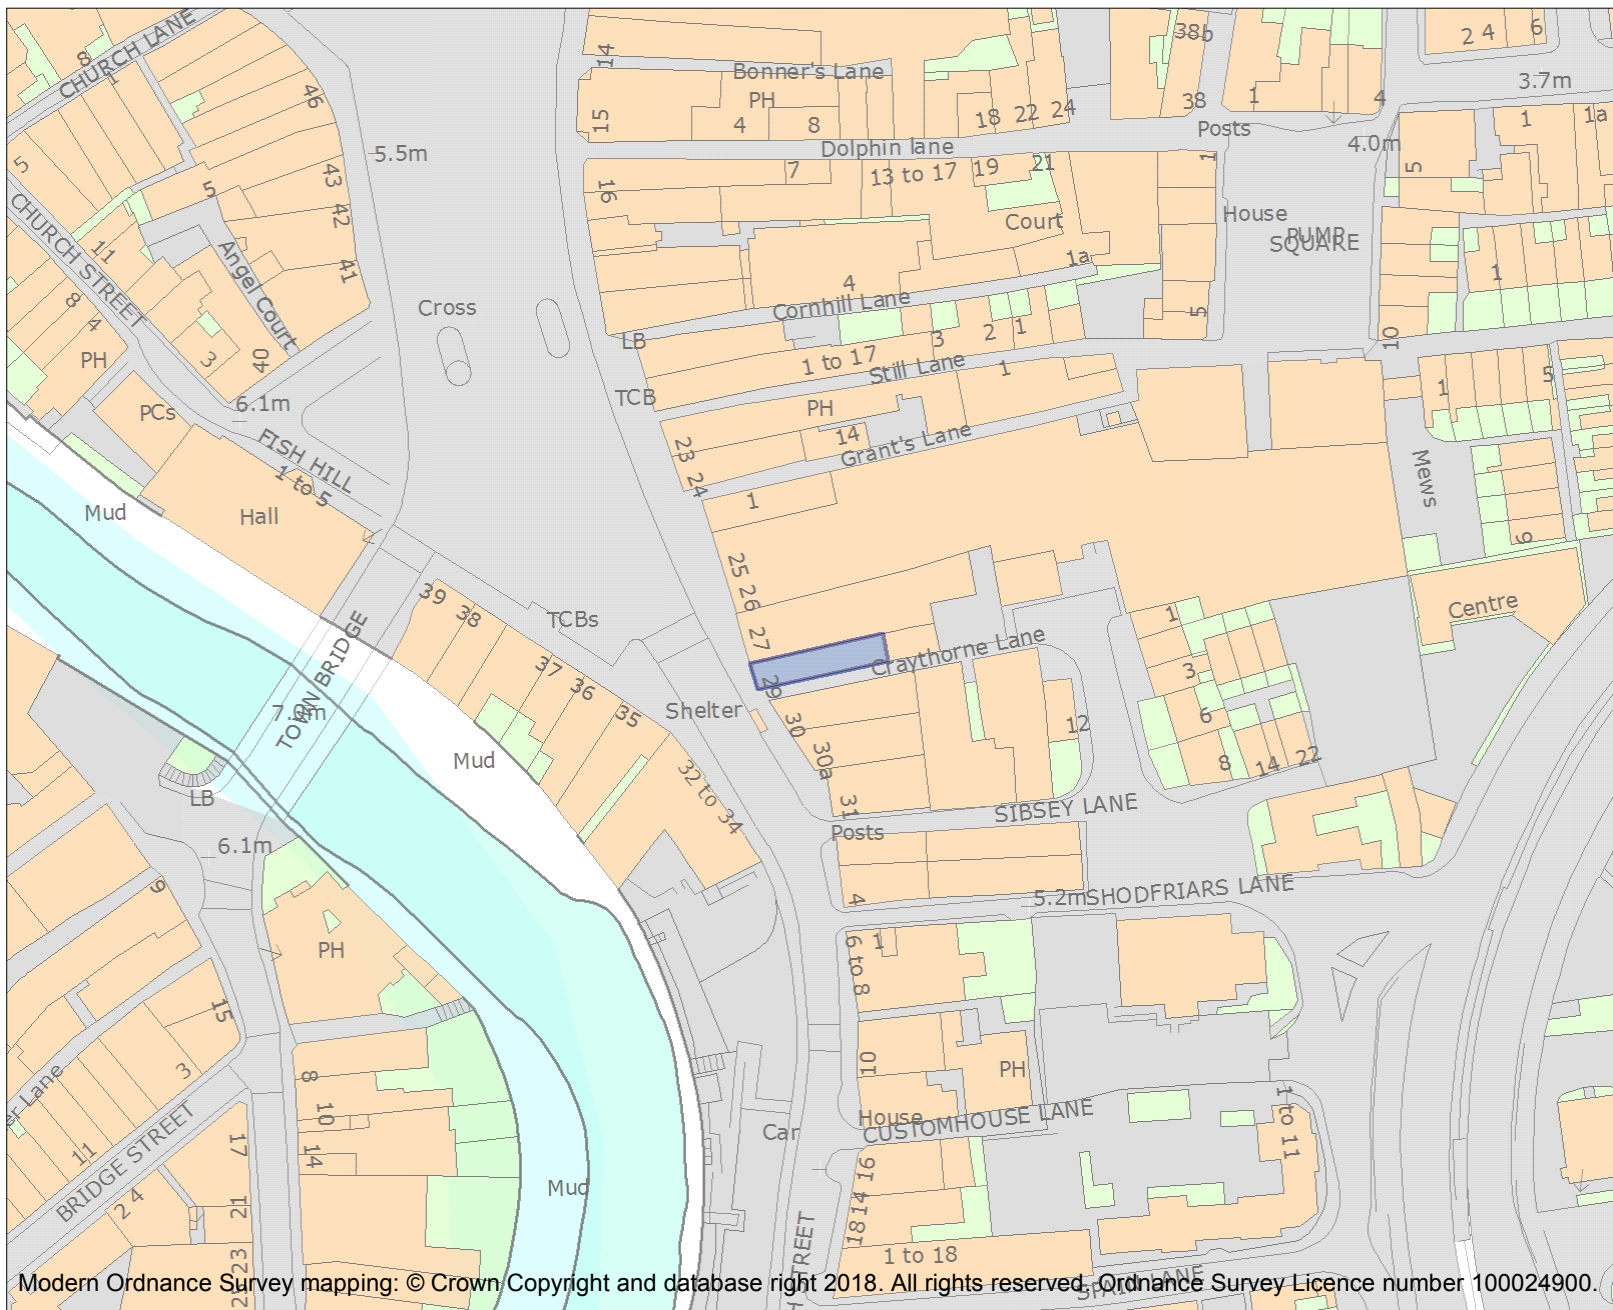 CHURCH LANE
8
1
46
14
Bonner's Lane
PH
15
4
8
18
22
24
38b
38
1
4
2 4
6
3.7m
1
1a
Posts
4.0m
5
5.5m
Dolphin lane
7
13 to 17
19
21
1
16
5
43
42
41
5
CHURCH STREET
11
Angel Court
8
4
PH
3
40
Court
1a
House
PUMP
SQUARE
1
4
Cornhill Lane
Cross
LB
3
2
1
5
10
1 to 17
Still Lane
1
TCB
PH
14
Grant's Lane
23
24
1
5
PCs
6.1m
FISH HILL
1 to 5
Mud
Hall
1
Mews
9
25
26
27
39
38
TCBs
37
36
35
Craythorne Lane
29
30
30a
31
12
1
3
6
8
14
22
Centre
TOWN BRIDGE
7.0m
Mud
Shelter
32 to 34
SIBSEY LANE
Posts
LB
6.1m
9
4
5.2m
SHODFRIARS LANE
PH
6 to 8
1
15
10
PH
House
CUSTOMHOUSE LANE
1 to 11
er Lane
3
11
BRIDGE STREET
2 4
17
21
23
25
8
10
14
Mud
Car
16
14
18
1 to 18
H STREET
SPAIN LANE
Modern Ordnance Survey mapping: © Crown Copyright and database right 2018. All rights reserved. Ordnance Survey Licence number 100024900.